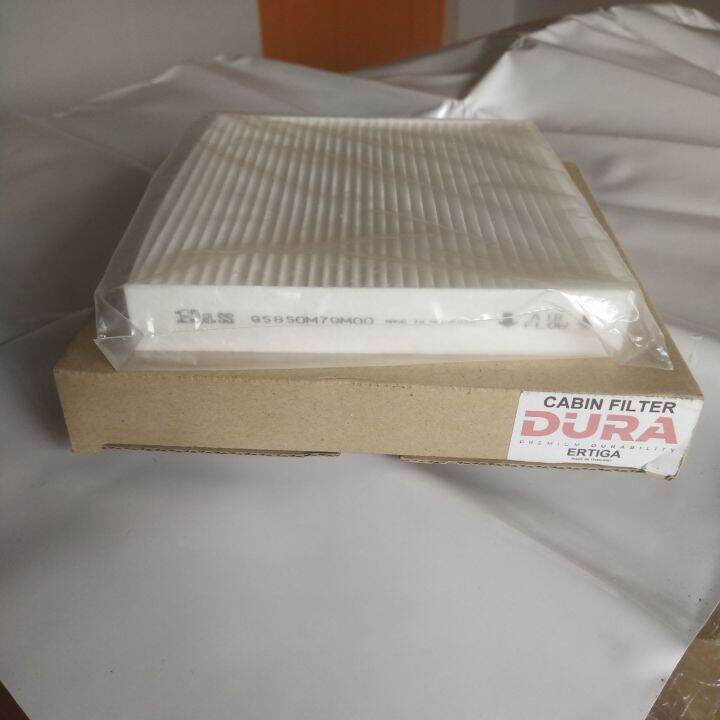 95850M79M00
AIR
FLOW
CABIN FILTER
DURA
PREMIUM DURABILITY
ERTIGA